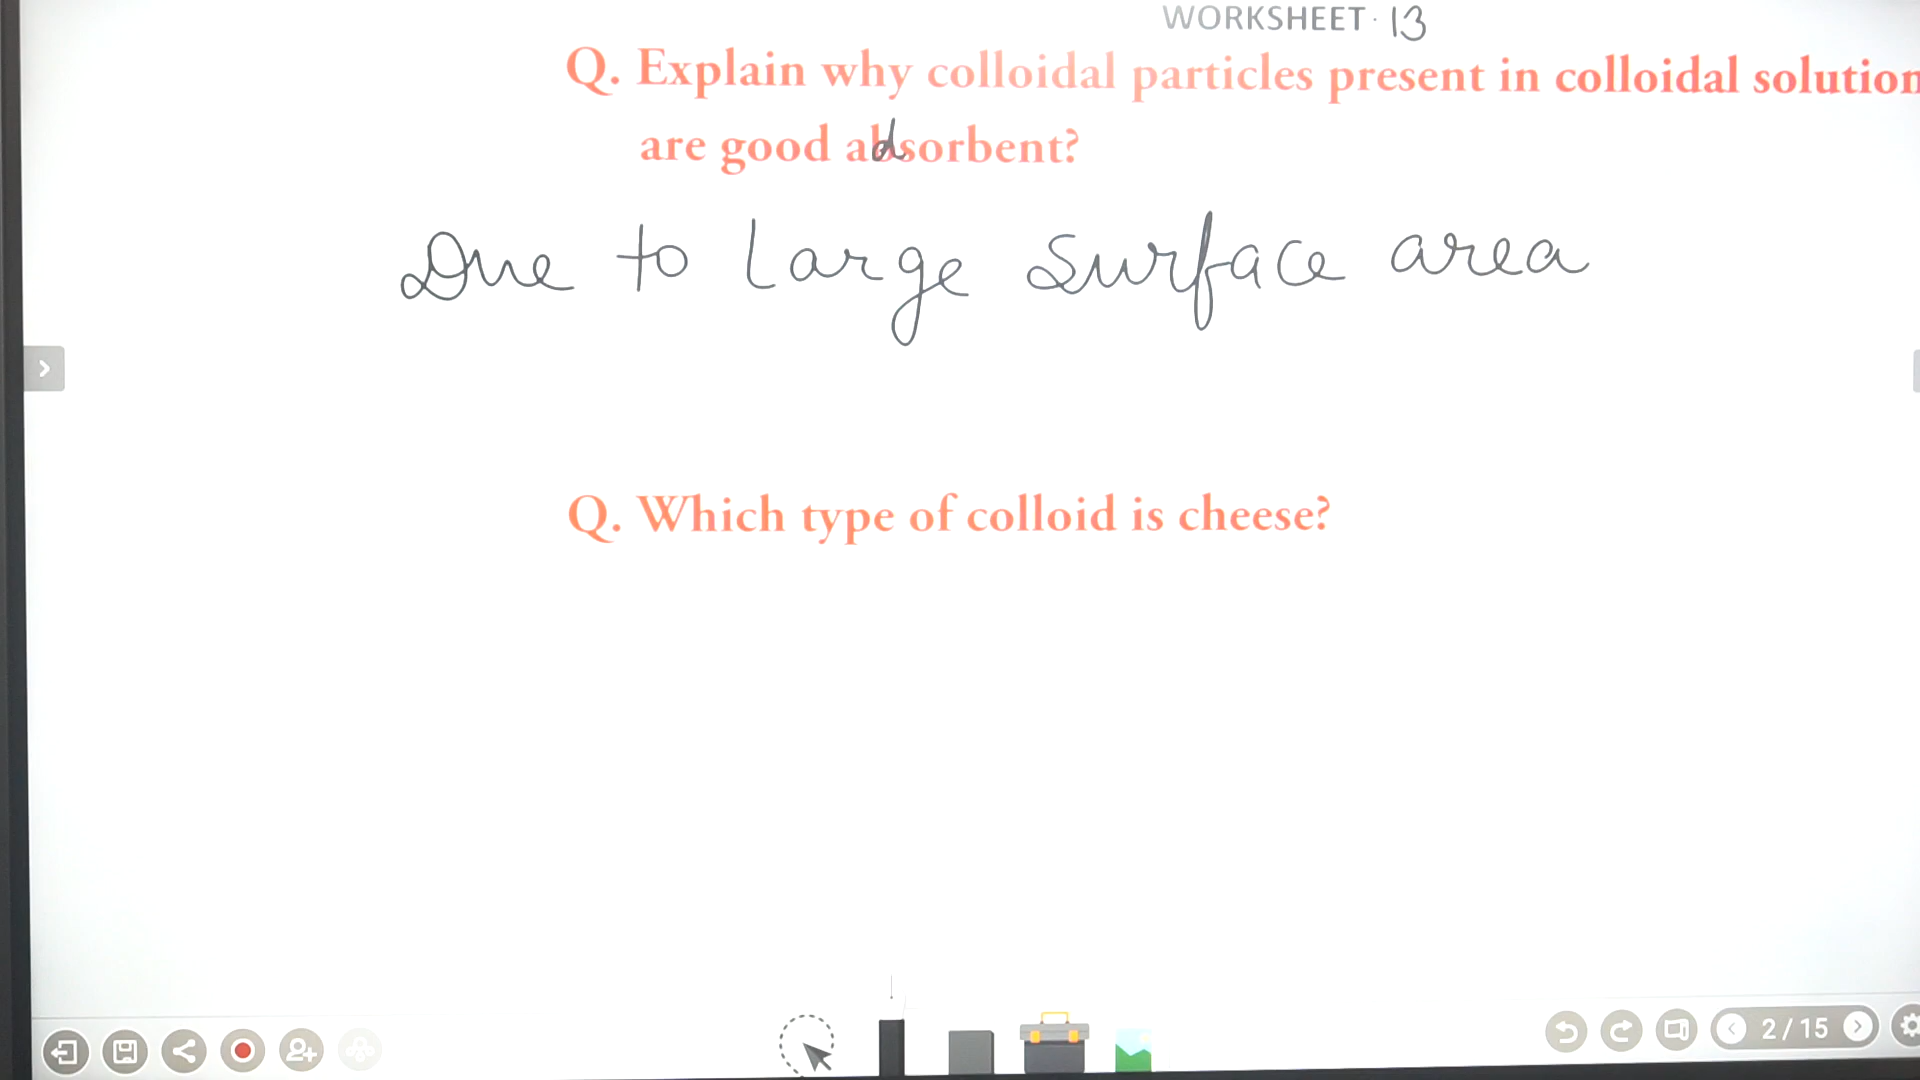 WORKSHEET - 13
Q. Explain why colloidal particles present in colloidal solution
are good adsorbent?
Due to large surface area
Q. Which type of colloid is cheese?
2 / 15